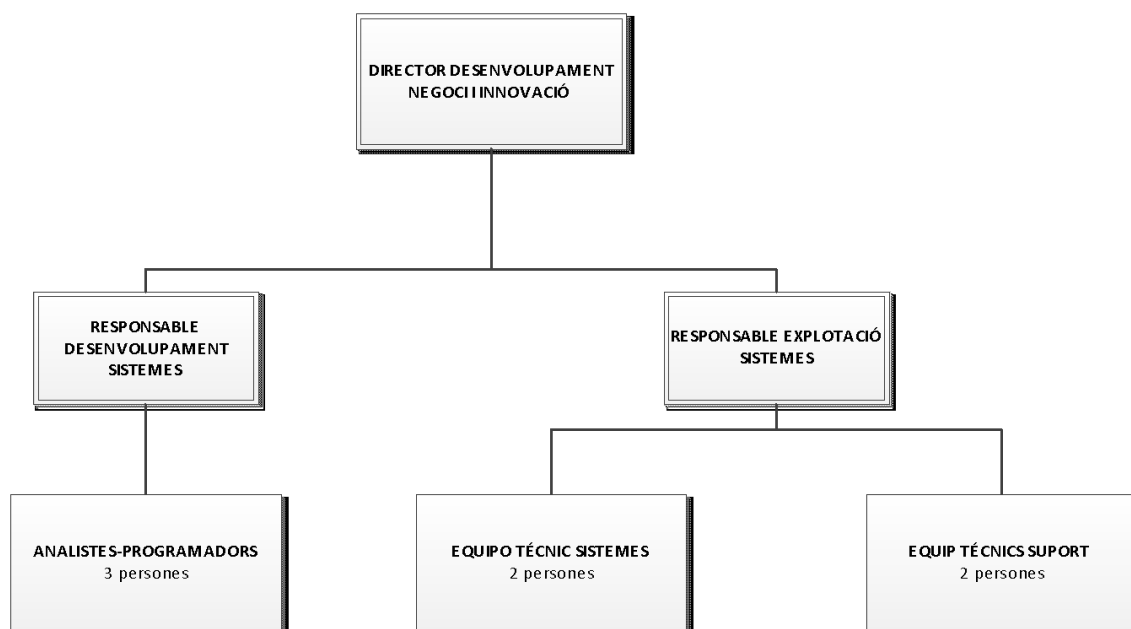 DIRECTOR DESENVOLUPAMENT
NEGOCI I INNOVACIÓ
RESPONSABLE
DESENVOLUPAMENT
SISTEMES
RESPONSABLE EXPLOTACIÓ
SISTEMES
ANALISTES-PROGRAMADORS
3 persones
EQUIPO TÉCNIC SISTEMES
2 persones
EQUIP TÉCNICS SUPORT
2 persones